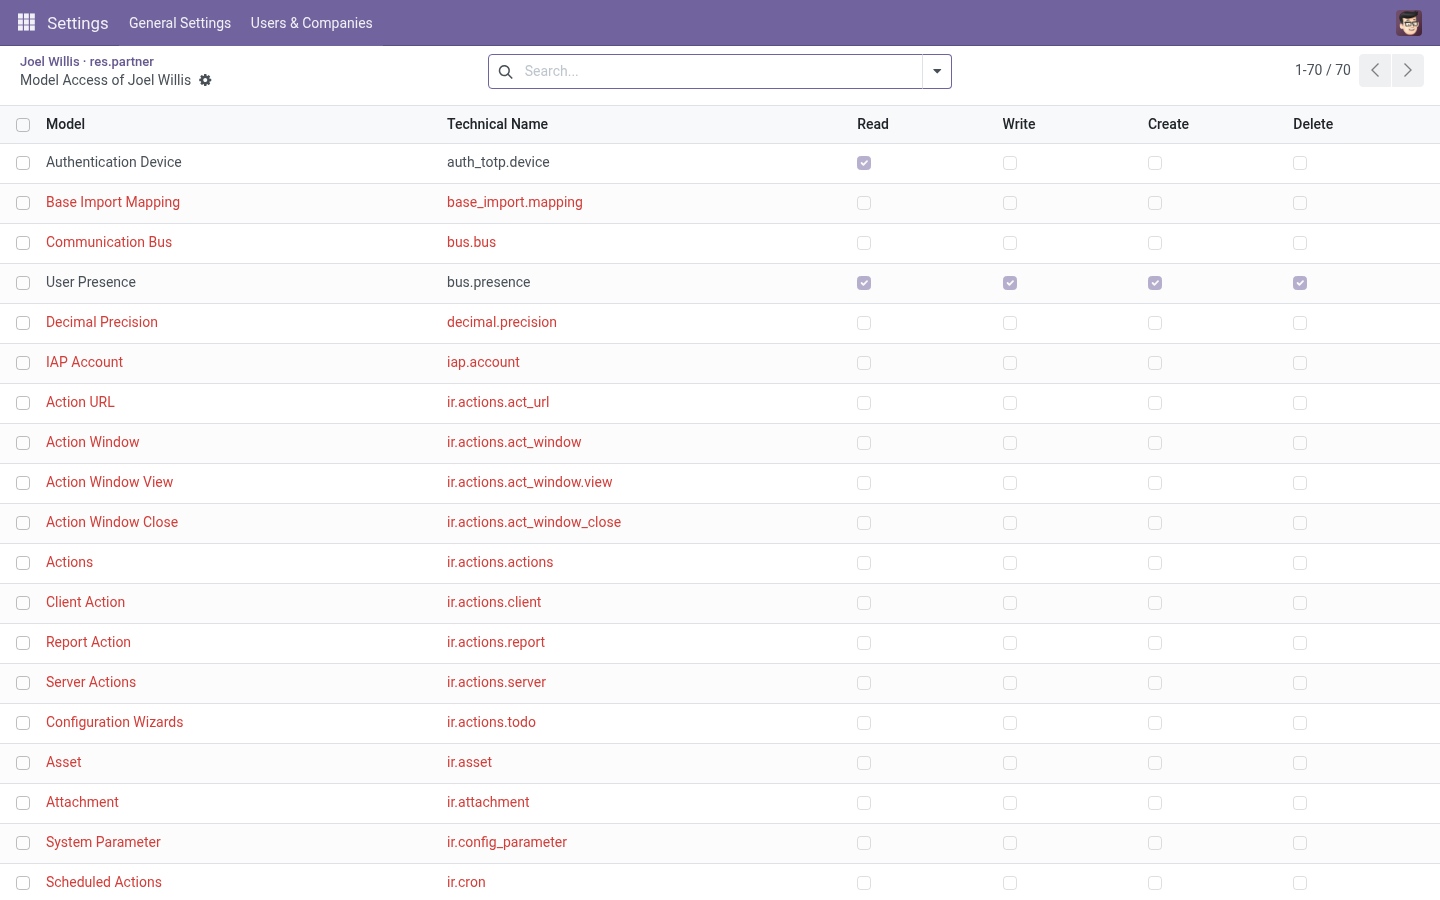 Settings General Settings Users & Companies
Joel Willis · res.partner
Model Access of Joel Willis
Search...
1-70 / 70
Model Technical Name Read Write Create Delete
Authentication Device auth_totp.device
Base Import Mapping base_import.mapping
Communication Bus bus.bus
User Presence bus.presence
Decimal Precision decimal.precision
IAP Account iap.account
Action URL ir.actions.act_url
Action Window ir.actions.act_window
Action Window View ir.actions.act_window.view
Action Window Close ir.actions.act_window_close
Actions ir.actions.actions
Client Action ir.actions.client
Report Action ir.actions.report
Server Actions ir.actions.server
Configuration Wizards ir.actions.todo
Asset ir.asset
Attachment ir.attachment
System Parameter ir.config_parameter
Scheduled Actions ir.cron